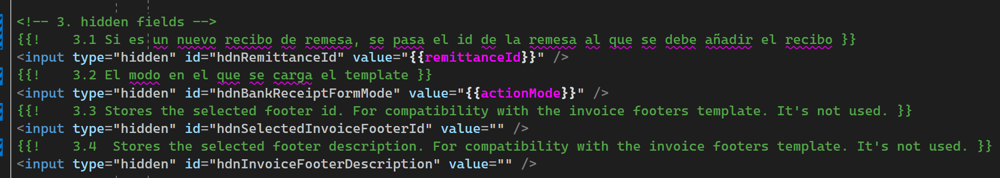 <!-- 3. hidden fields -->
{{!    3.1 Si es un nuevo recibo de remesa, se pasa el id de la remesa al que se debe añadir el recibo }}
<input type="hidden" id="hdnRemittanceId" value="{{remittanceId}}" />
{{!    3.2 El modo en el que se carga el template }}
<input type="hidden" id="hdnBankReceiptFormMode" value="{{actionMode}}" />
{{!    3.3 Stores the selected footer id. For compatibility with the invoice footers template. It's not used. }}
<input type="hidden" id="hdnSelectedInvoiceFooterId" value="" />
{{!    3.4  Stores the selected footer description. For compatibility with the invoice footers template. It's not used. }}
<input type="hidden" id="hdnInvoiceFooterDescription" value="" />